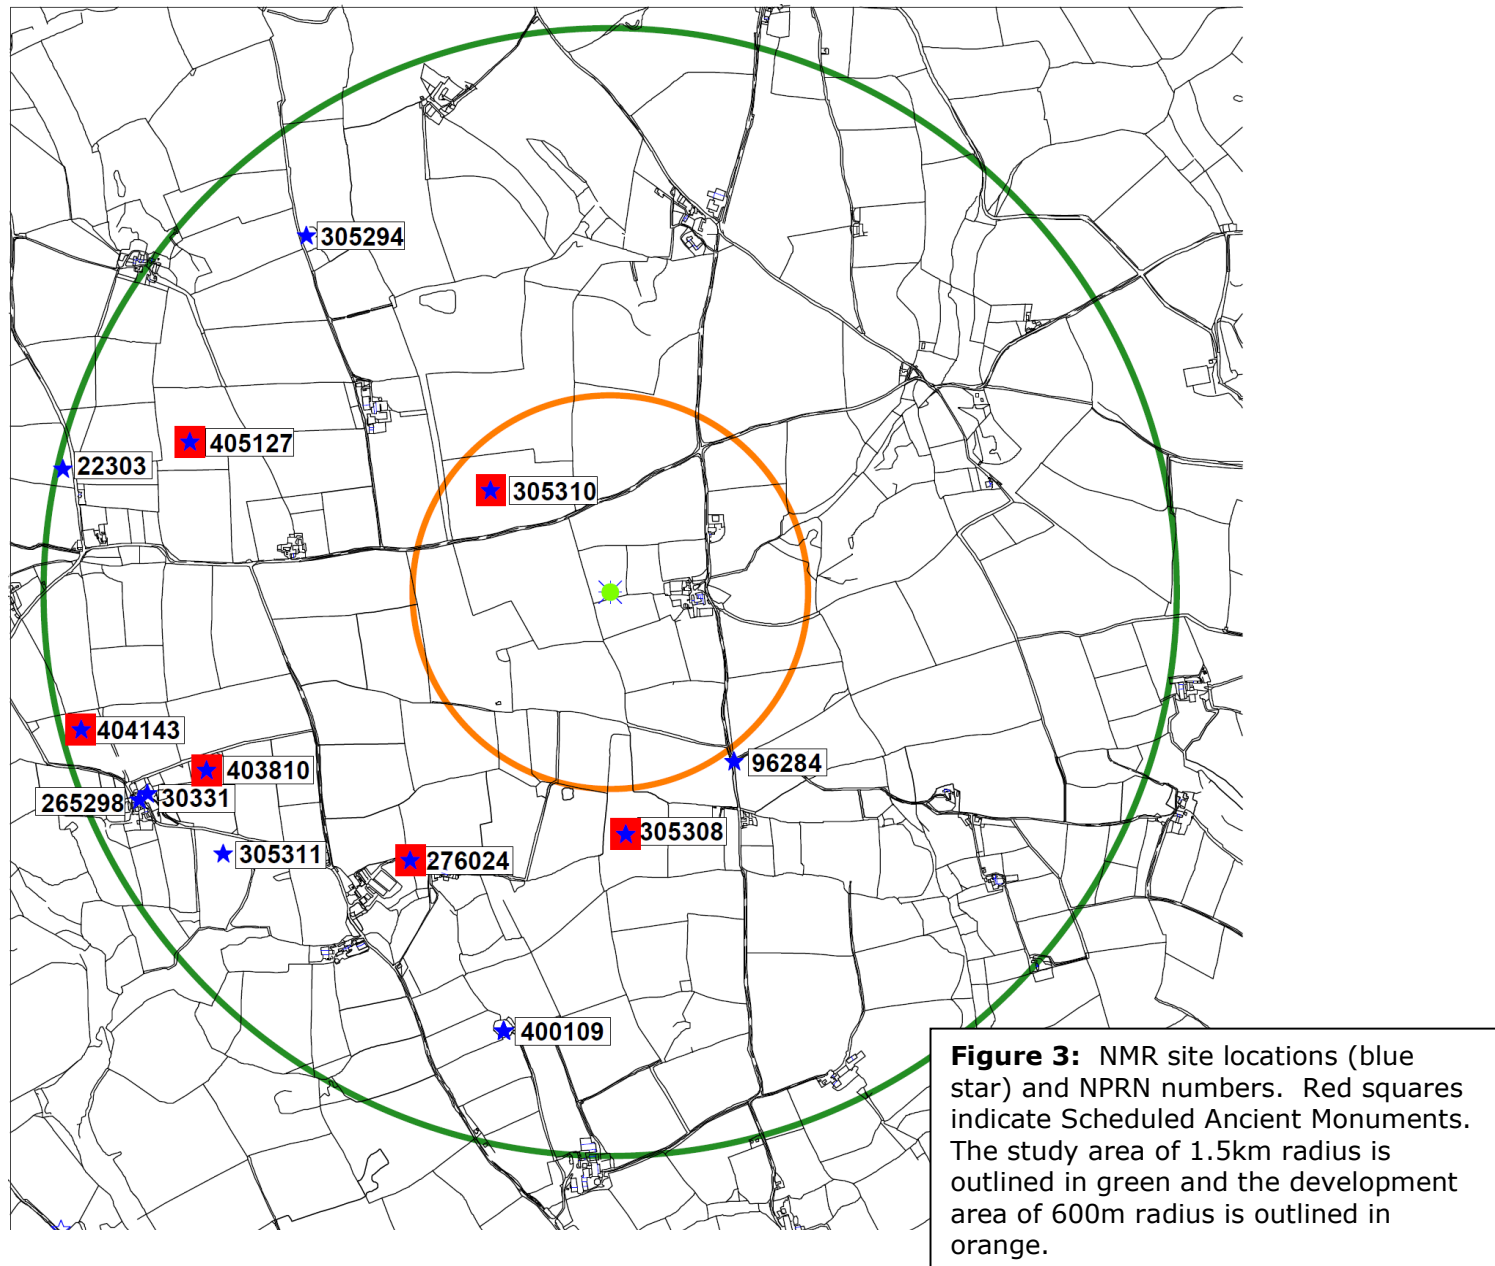 305294
405127
22303
305310
404143
403810
96284
30331
265298
305308
305311
276024
400109
Figure 3: NMR site locations (blue
star) and NPRN numbers. Red squares
indicate Scheduled Ancient Monuments.
The study area of 1.5km radius is
outlined in green and the development
area of 600m radius is outlined in
orange.